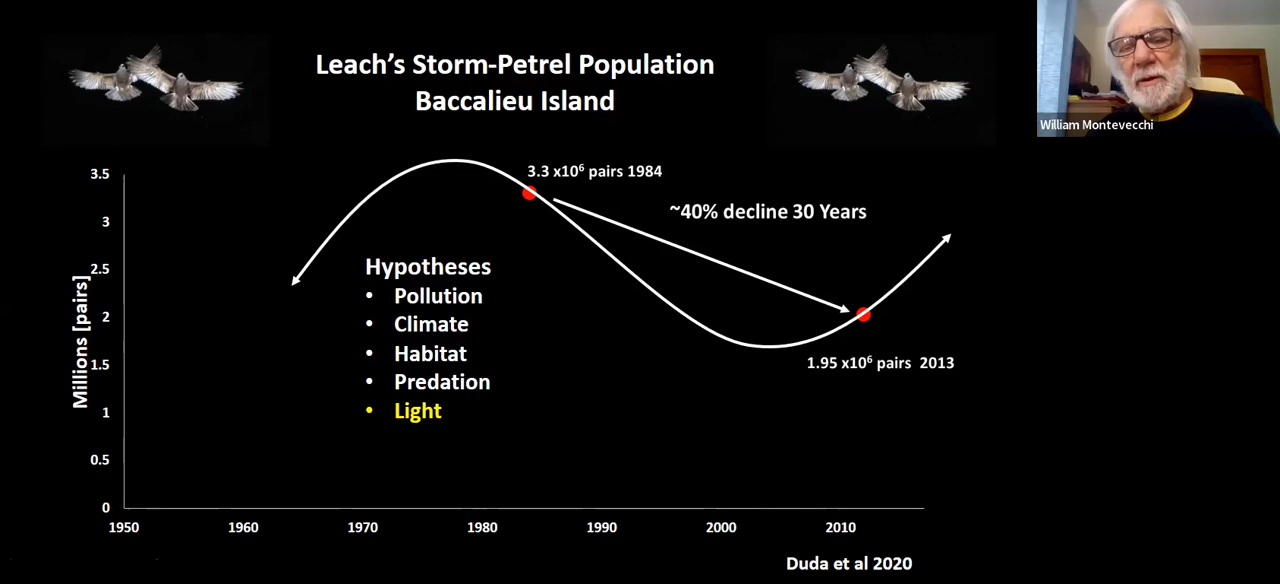 Leach's Storm-Petrel Population
Baccalieu Island
William Montevecchi
3.5
3
2.5
2
1.5
1
0.5
0
Millions [pairs]
3.3 x10⁶ pairs 1984
~40% decline 30 Years
Hypotheses
• Pollution
• Climate
• Habitat
• Predation
• Light
1.95 x10⁶ pairs 2013
1950 1960 1970 1980 1990 2000 2010
Duda et al 2020